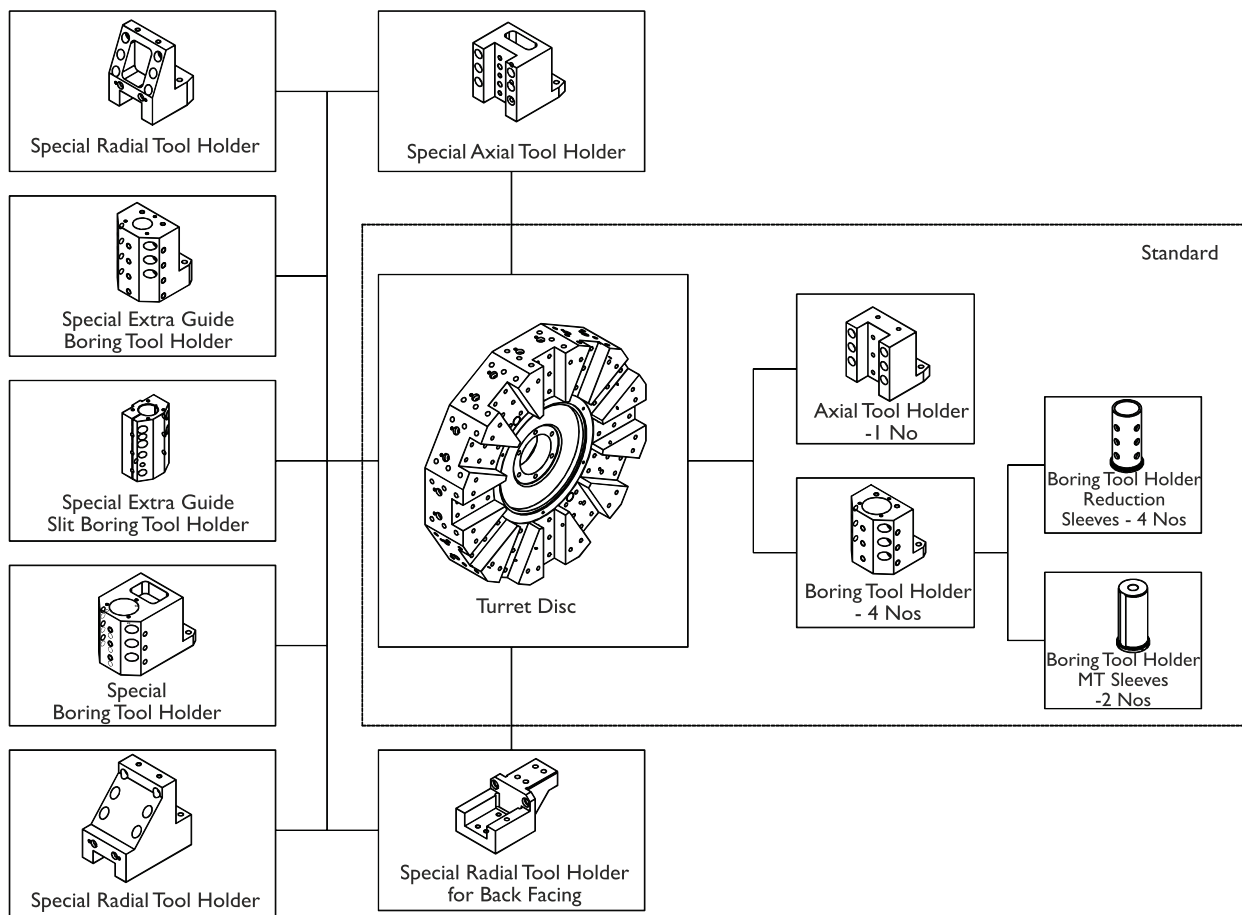 Special Radial Tool Holder
Special Axial Tool Holder
Standard
Special Extra Guide
Boring Tool Holder
Special Extra Guide
Slit Boring Tool Holder
Special
Boring Tool Holder
Special Radial Tool Holder
Turret Disc
Special Radial Tool Holder
for Back Facing
Axial Tool Holder
-1 No
Boring Tool Holder
- 4 Nos
Boring Tool Holder
Reduction
Sleeves - 4 Nos
Boring Tool Holder
MT Sleeves
-2 Nos